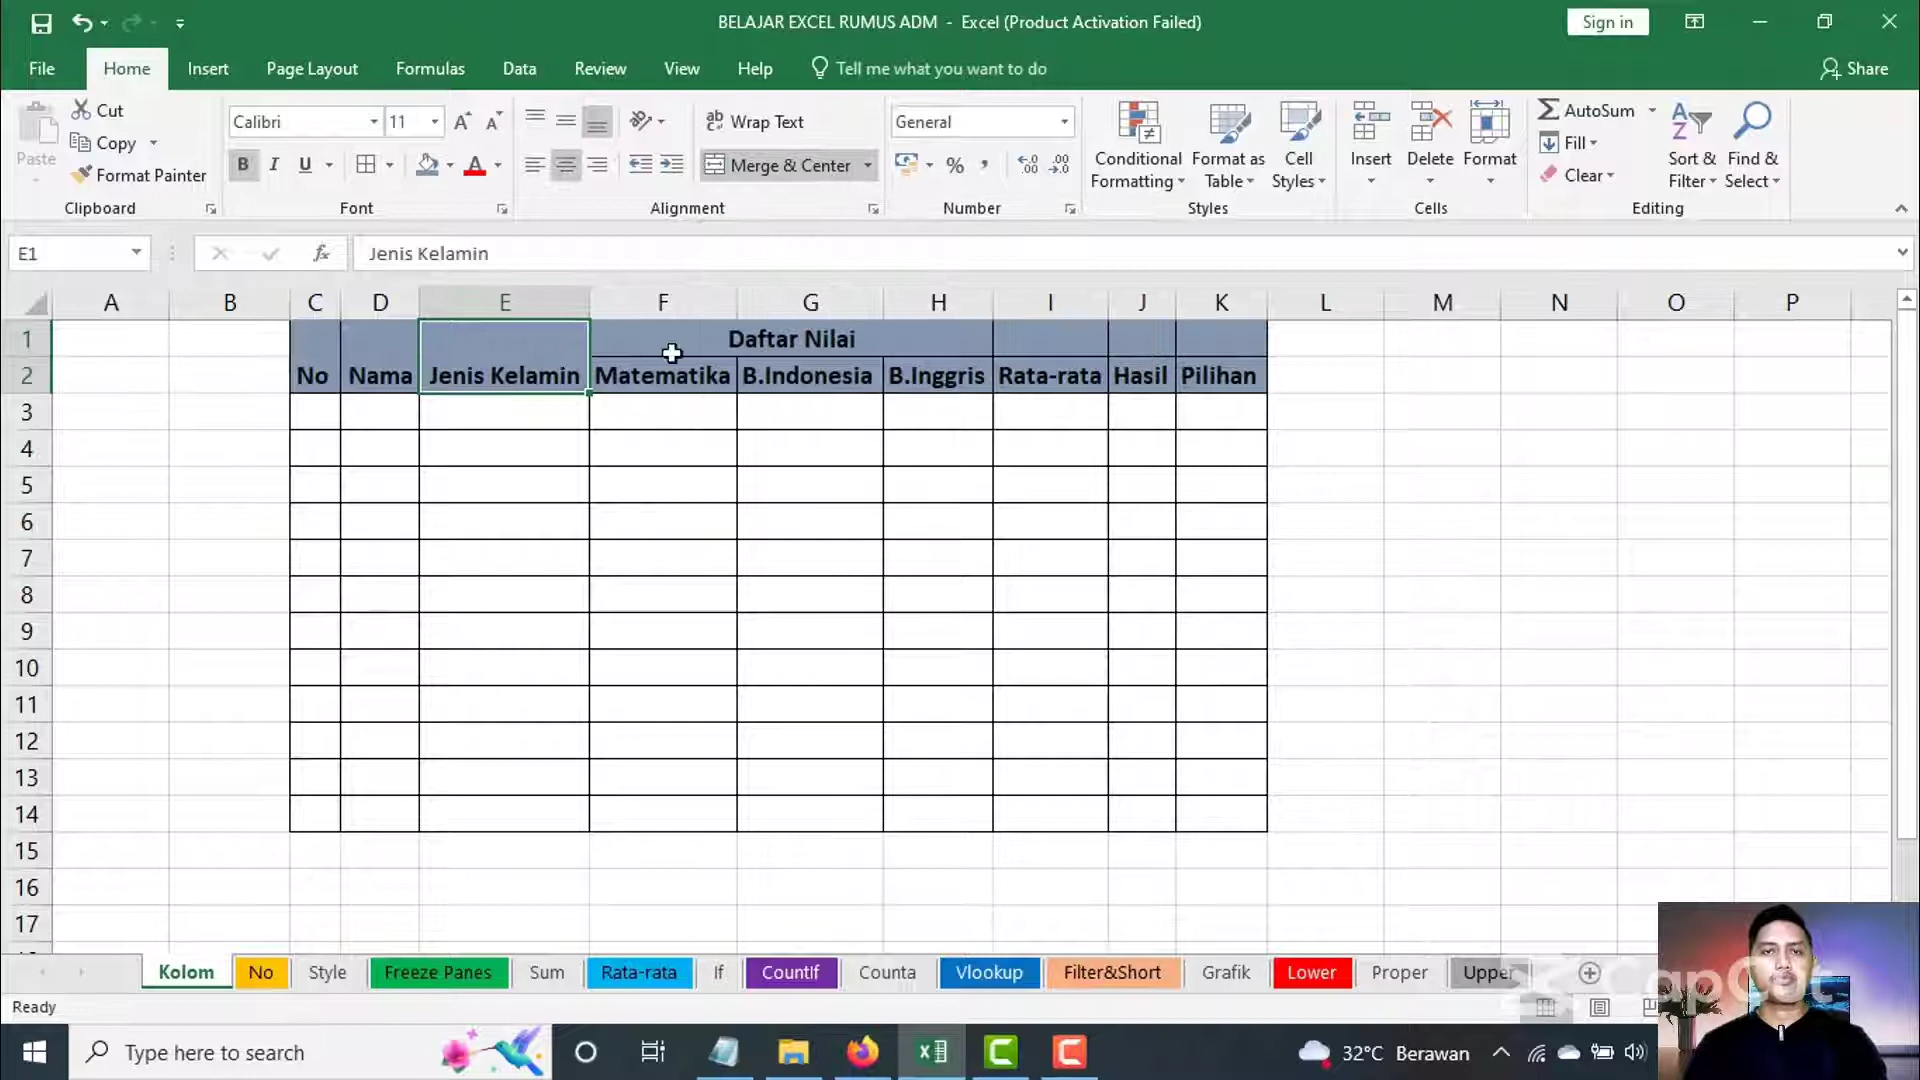 BELAJAR EXCEL RUMUS ADM - Excel (Product Activation Failed)
Sign in
File Home Insert Page Layout Formulas Data Review View Help Tell me what you want to do Share
Paste
Cut
Copy
Format Painter
Clipboard
Calibri 11
B I U
Font
Wrap Text
Merge & Center
Alignment
General
%
Number
Conditional Formatting
Format as Table
Cell Styles
Styles
Insert Delete Format
Cells
AutoSum
Fill
Clear
Sort & Filter
Find & Select
Editing
E1 fx Jenis Kelamin
A B C D E F G H I J K L M N O P
1 Daftar Nilai
2 No Nama Jenis Kelamin Matematika B.Indonesia B.Inggris Rata-rata Hasil Pilihan
3
4
5
6
7
8
9
10
11
12
13
14
15
16
17
Kolom No Style Freeze Panes Sum Rata-rata If CountIf Counta Vlookup Filter&Short Grafik Lower Proper Upper
CapCut
Ready
Type here to search
32°C Berawan